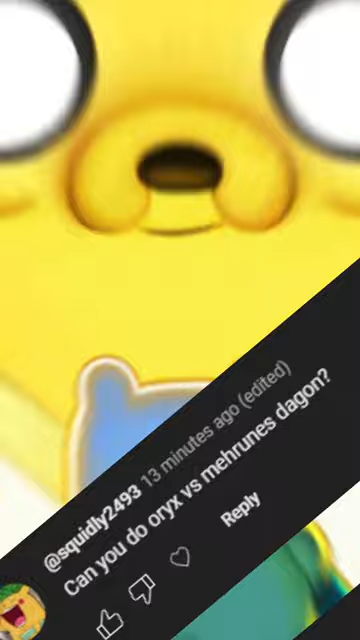 @squidly2493 13 minutes ago (edited)
Can you do oryx vs mehrunes dagon?
Reply